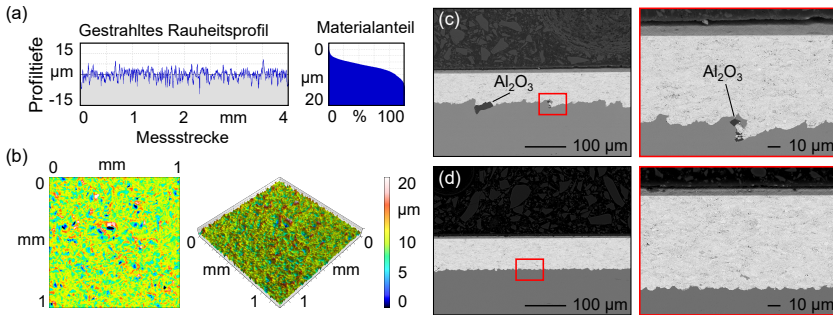 (a)
Gestrahltes Rauheitsprofil
Materialanteil
Profiltiefe
15
µm
-15
0 1 2 mm 4
Messstrecke
0
µm
20
0 % 100
(b)
0 mm 1
0
mm
1
0
mm
1
0
mm
1
20
µm
10
5
0
(c)
Al₂O₃
100 µm
Al₂O₃
10 µm
(d)
100 µm
10 µm